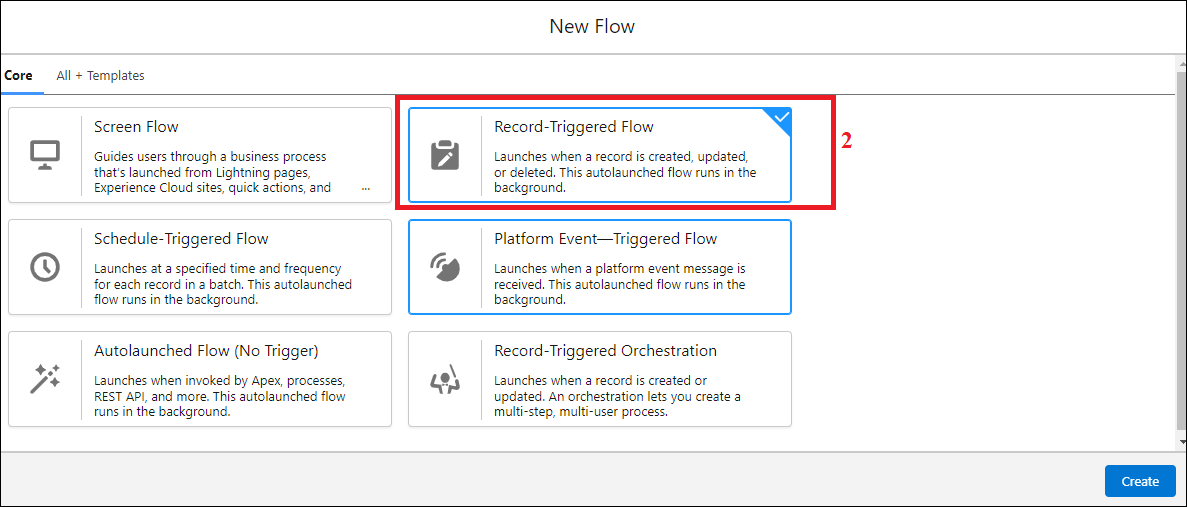 New Flow
Core
All + Templates
Screen Flow
Guides users through a business process
that's launched from Lightning pages,
Experience Cloud sites, quick actions, and ...
Record-Triggered Flow
Launches when a record is created, updated,
or deleted. This autolaunched flow runs in the
background.
2
Schedule-Triggered Flow
Launches at a specified time and frequency
for each record in a batch. This autolaunched
flow runs in the background.
Platform Event—Triggered Flow
Launches when a platform event message is
received. This autolaunched flow runs in the
background.
Autolaunched Flow (No Trigger)
Launches when invoked by Apex, processes,
REST API, and more. This autolaunched flow
runs in the background.
Record-Triggered Orchestration
Launches when a record is created or
updated. An orchestration lets you create a
multi-step, multi-user process.
Create